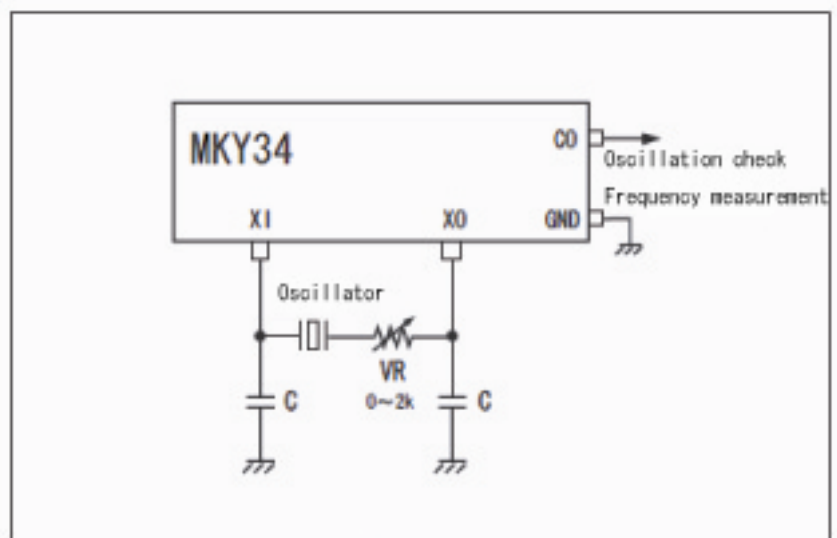 MKY34
CO
Oscillation check
Frequency measurement
XI
XO
GND
Oscillator
VR
0~2k
C
C